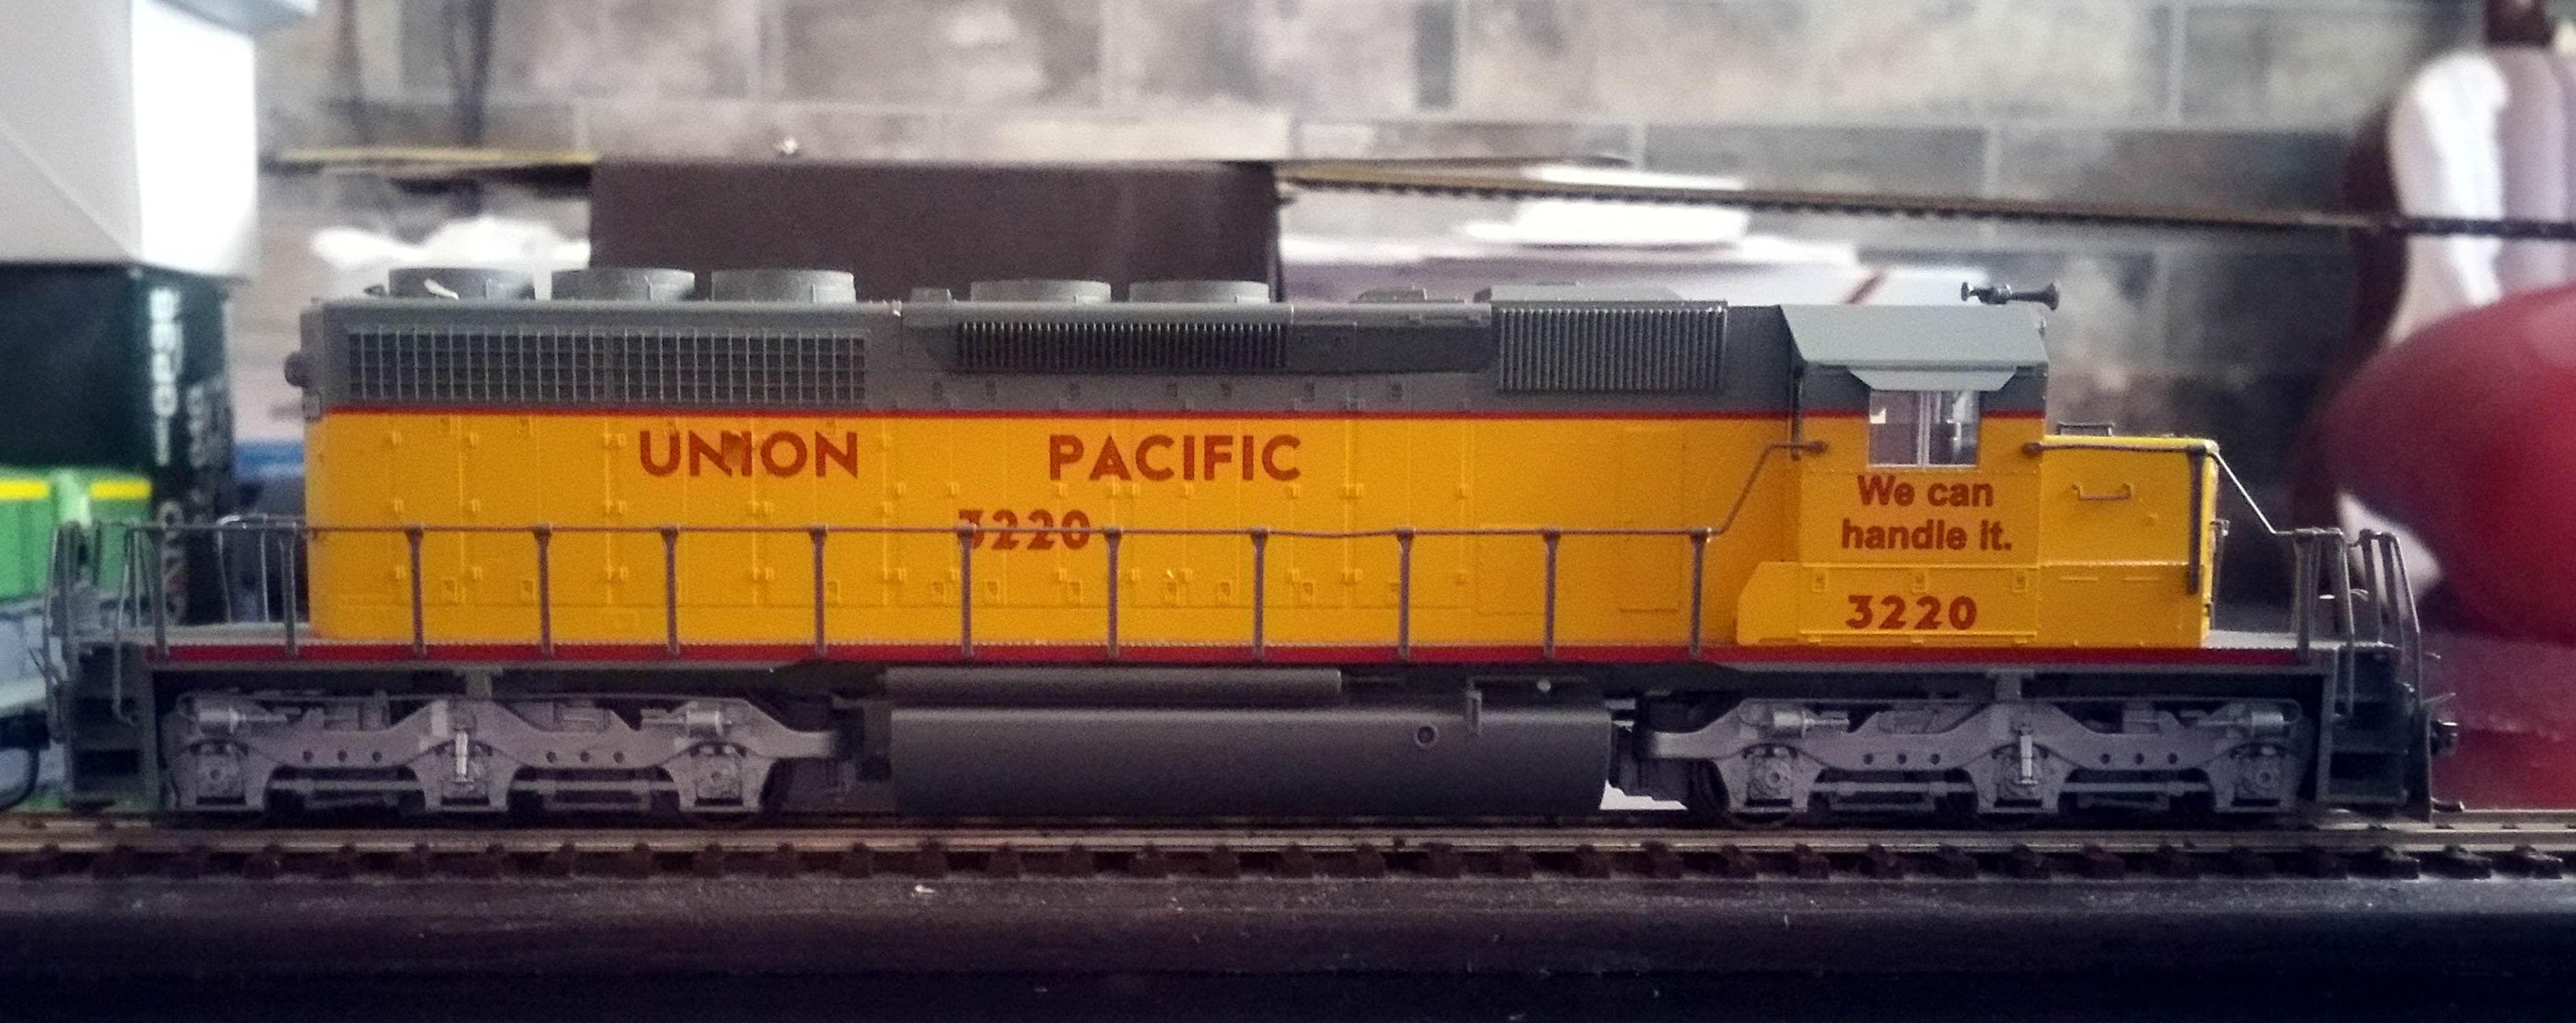 UNION PACIFIC
3220
We can
handle it.
3220